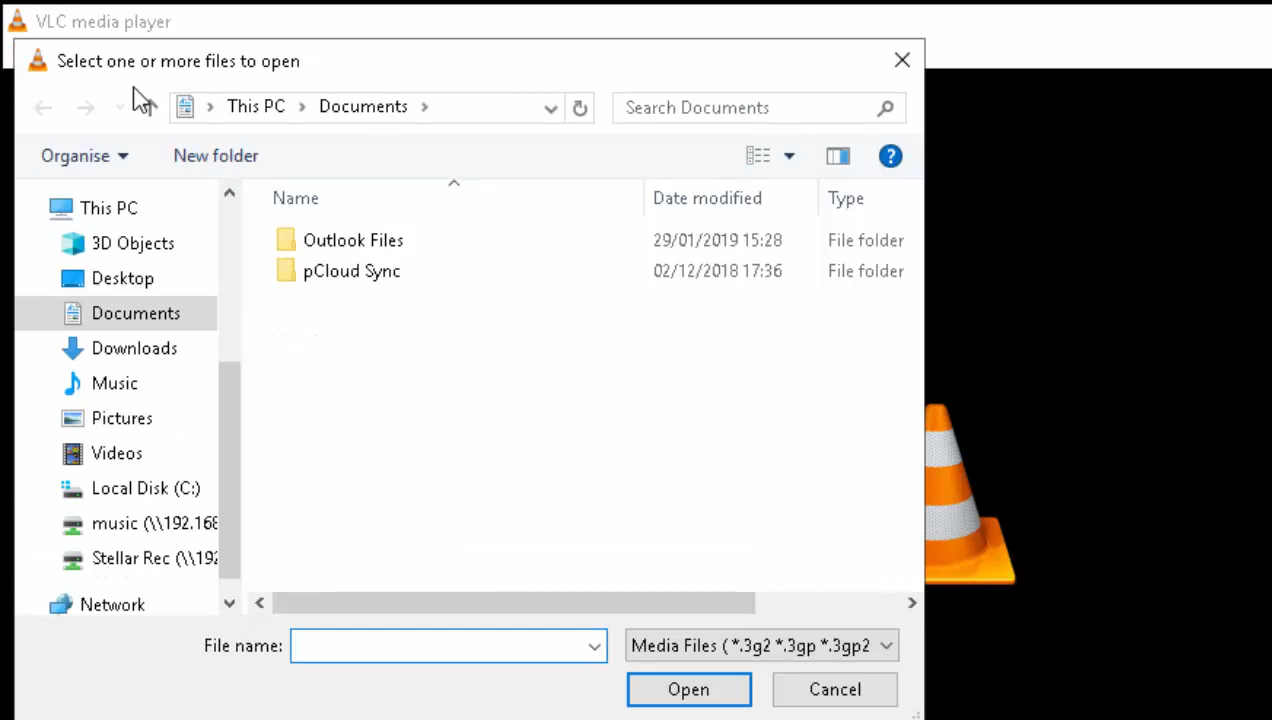 VLC media player
Select one or more files to open
This PC > Documents >
Search Documents
Organise
New folder
?
Name
Date modified
Type
This PC
3D Objects
Desktop
Documents
Downloads
Music
Pictures
Videos
Local Disk (C:)
music (\\192.168
Stellar Rec (\\192
Network
Outlook Files
29/01/2019 15:28
File folder
pCloud Sync
02/12/2018 17:36
File folder
File name:
Media Files ( *.3g2 *.3gp *.3gp2
Open
Cancel